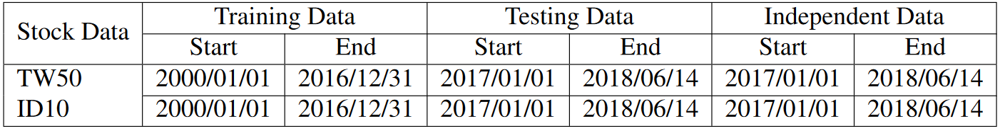 Stock Data Training Data Testing Data Independent Data
Start End Start End Start End
TW50 2000/01/01 2016/12/31 2017/01/01 2018/06/14 2017/01/01 2018/06/14
ID10 2000/01/01 2016/12/31 2017/01/01 2018/06/14 2017/01/01 2018/06/14